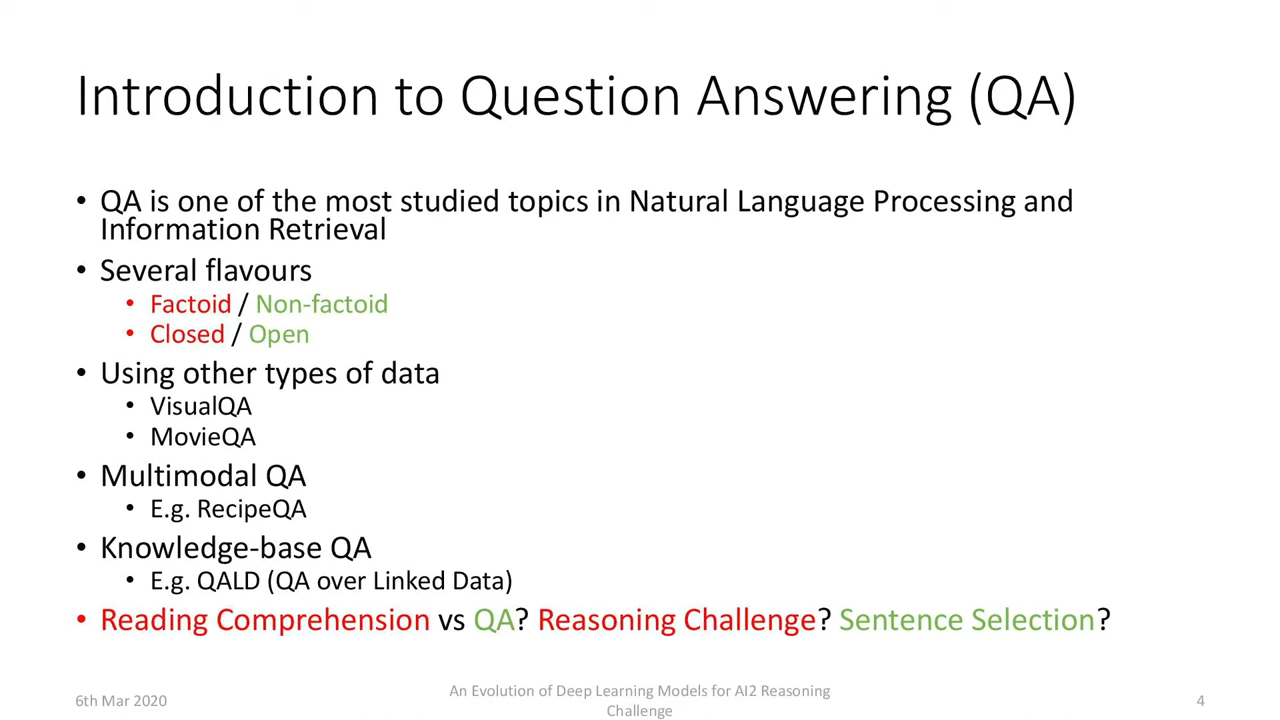 Introduction to Question Answering (QA)
• QA is one of the most studied topics in Natural Language Processing and
Information Retrieval
• Several flavours
• Factoid / Non-factoid
• Closed / Open
• Using other types of data
• VisualQA
• MovieQA
• Multimodal QA
• E.g. RecipeQA
• Knowledge-base QA
• E.g. QALD (QA over Linked Data)
• Reading Comprehension vs QA? Reasoning Challenge? Sentence Selection?
6th Mar 2020
An Evolution of Deep Learning Models for AI2 Reasoning
Challenge
4